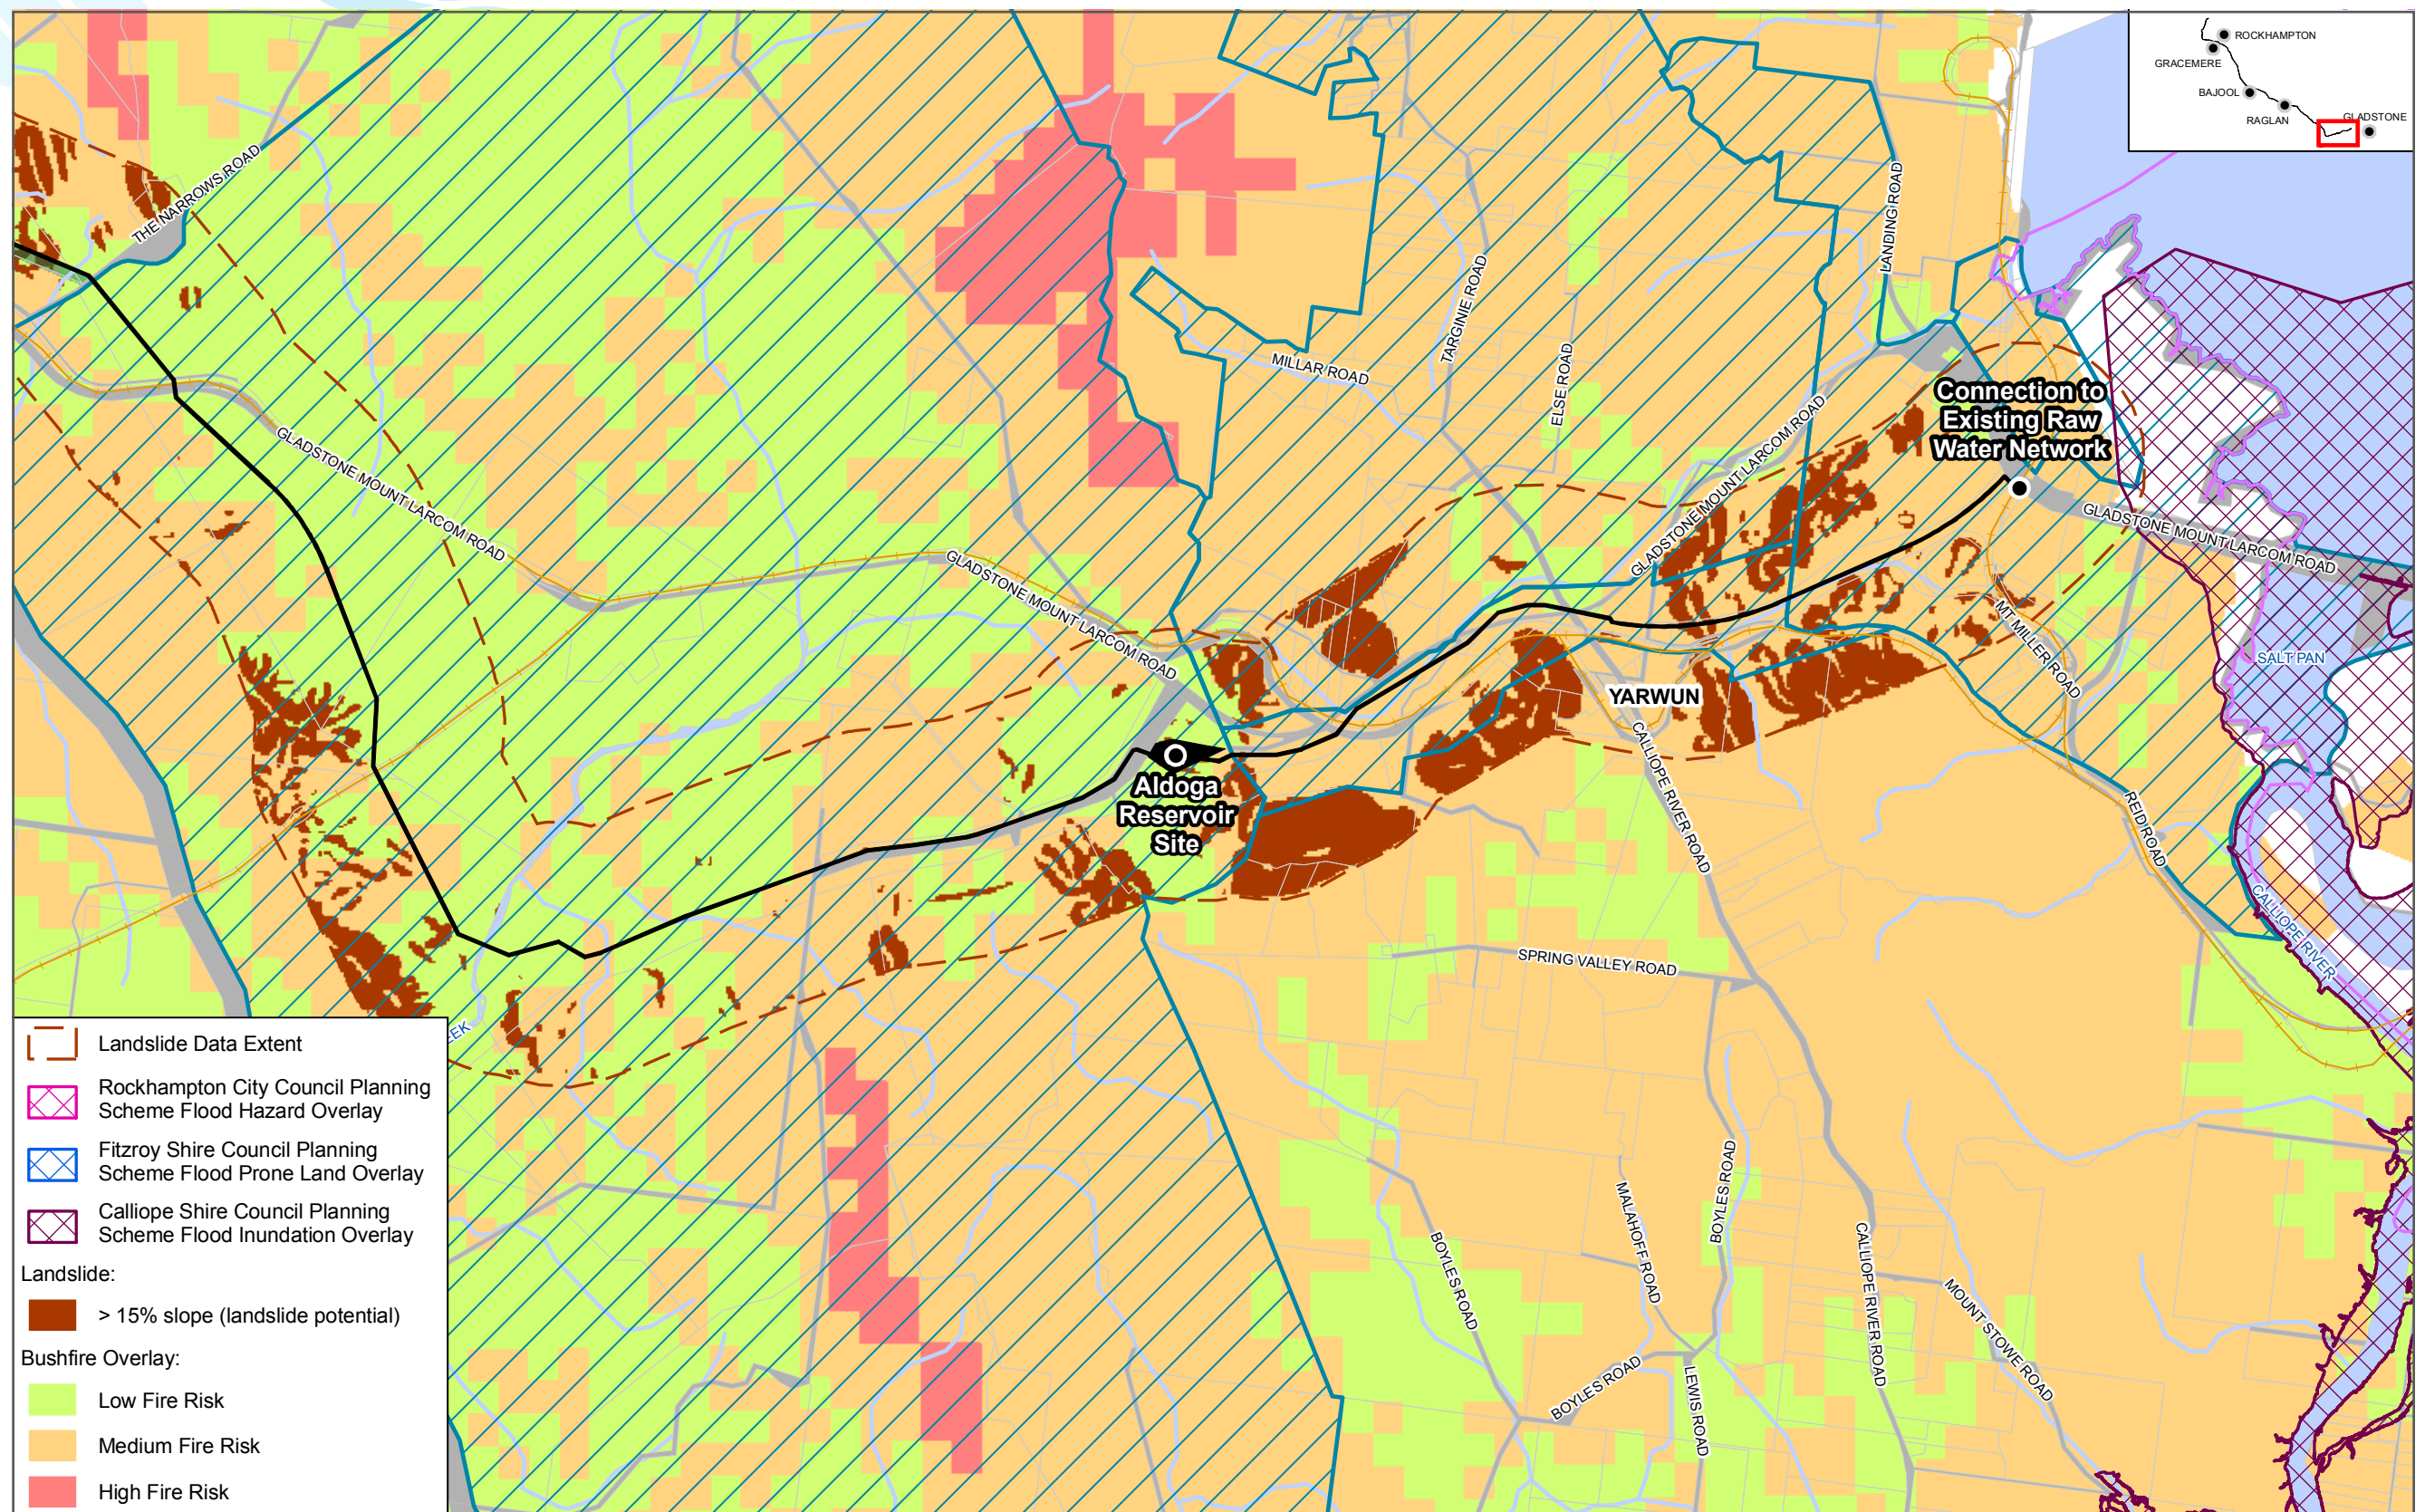 ROCKHAMPTON
GRACEMERE
BAJOOL
RAGLAN
GLADSTONE
THE NARROWS ROAD
LANDING ROAD
TARGINIE ROAD
MILLAR ROAD
ELSE ROAD
GLADSTONE MOUNT LARCOM ROAD
Connection to
Existing Raw
Water Network
GLADSTONE MOUNT LARCOM ROAD
GLADSTONE MOUNT LARCOM ROAD
GLADSTONE MOUNT LARCOM ROAD
MT MILLER ROAD
SALT PAN
YARWUN
CALLIOPE RIVER ROAD
Aldoga
Reservoir
Site
REID ROAD
CALLIOPE RIVER
SPRING VALLEY ROAD
EEK
BOYLES ROAD
MALAHOFF ROAD
BOYLES ROAD
CALLIOPE RIVER ROAD
MOUNT STOWE ROAD
BOYLES ROAD
LEWIS ROAD
Landslide Data Extent
Rockhampton City Council Planning
Scheme Flood Hazard Overlay
Fitzroy Shire Council Planning
Scheme Flood Prone Land Overlay
Calliope Shire Council Planning
Scheme Flood Inundation Overlay
Landslide:
> 15% slope (landslide potential)
Bushfire Overlay:
Low Fire Risk
Medium Fire Risk
High Fire Risk